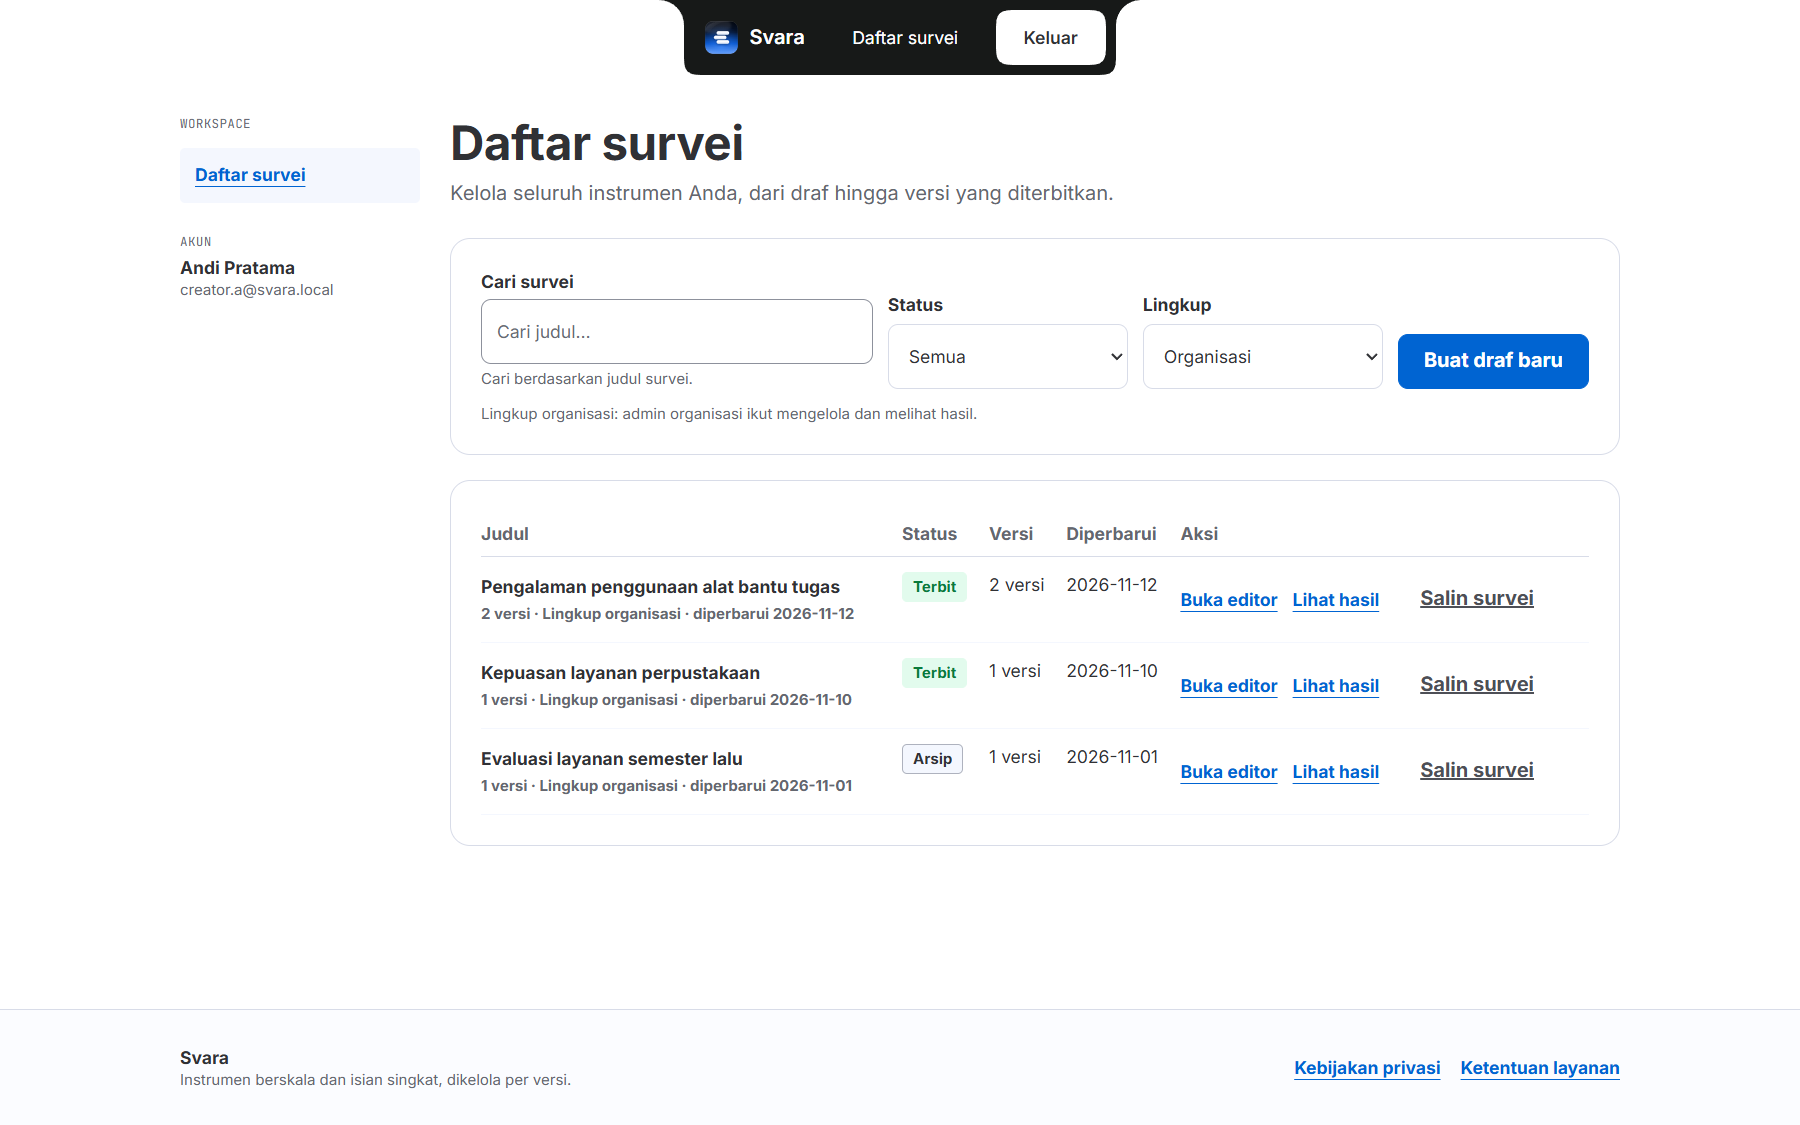 Svara
Daftar survei
Keluar
WORKSPACE
Daftar survei
AKUN
Andi Pratama
creator.a@svara.local
Daftar survei
Kelola seluruh instrumen Anda, dari draf hingga versi yang diterbitkan.
Cari survei
Cari judul...
Cari berdasarkan judul survei.
Status
Semua
Lingkup
Organisasi
Buat draf baru
Lingkup organisasi: admin organisasi ikut mengelola dan melihat hasil.
Judul Status Versi Diperbarui Aksi
Pengalaman penggunaan alat bantu tugas Terbit 2 versi 2026-11-12 Buka editor Lihat hasil Salin survei
2 versi · Lingkup organisasi · diperbarui 2026-11-12
Kepuasan layanan perpustakaan Terbit 1 versi 2026-11-10 Buka editor Lihat hasil Salin survei
1 versi · Lingkup organisasi · diperbarui 2026-11-10
Evaluasi layanan semester lalu Arsip 1 versi 2026-11-01 Buka editor Lihat hasil Salin survei
1 versi · Lingkup organisasi · diperbarui 2026-11-01
Svara
Instrumen berskala dan isian singkat, dikelola per versi.
Kebijakan privasi Ketentuan layanan